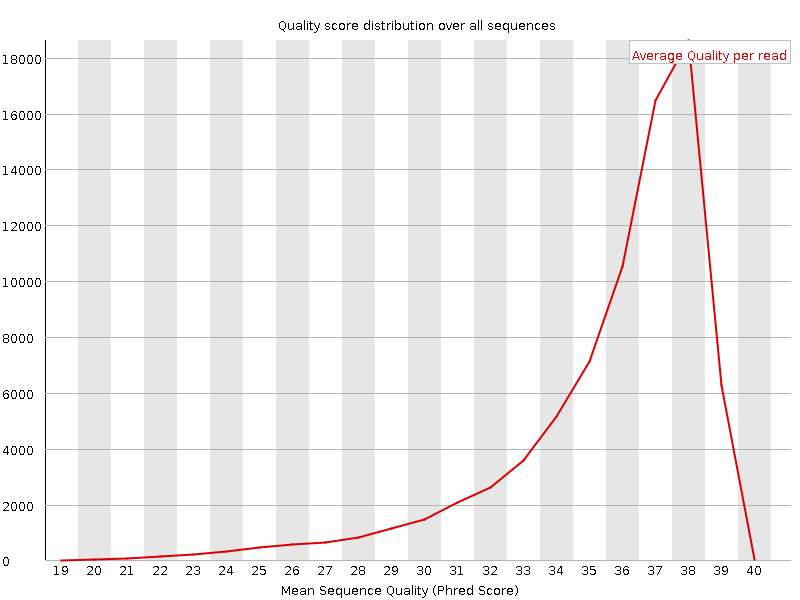 Quality score distribution over all sequences
Average Quality per read
18000
16000
14000
12000
10000
8000
6000
4000
2000
0
19 20 21 22 23 24 25 26 27 28 29 30 31 32 33 34 35 36 37 38 39 40
Mean Sequence Quality (Phred Score)